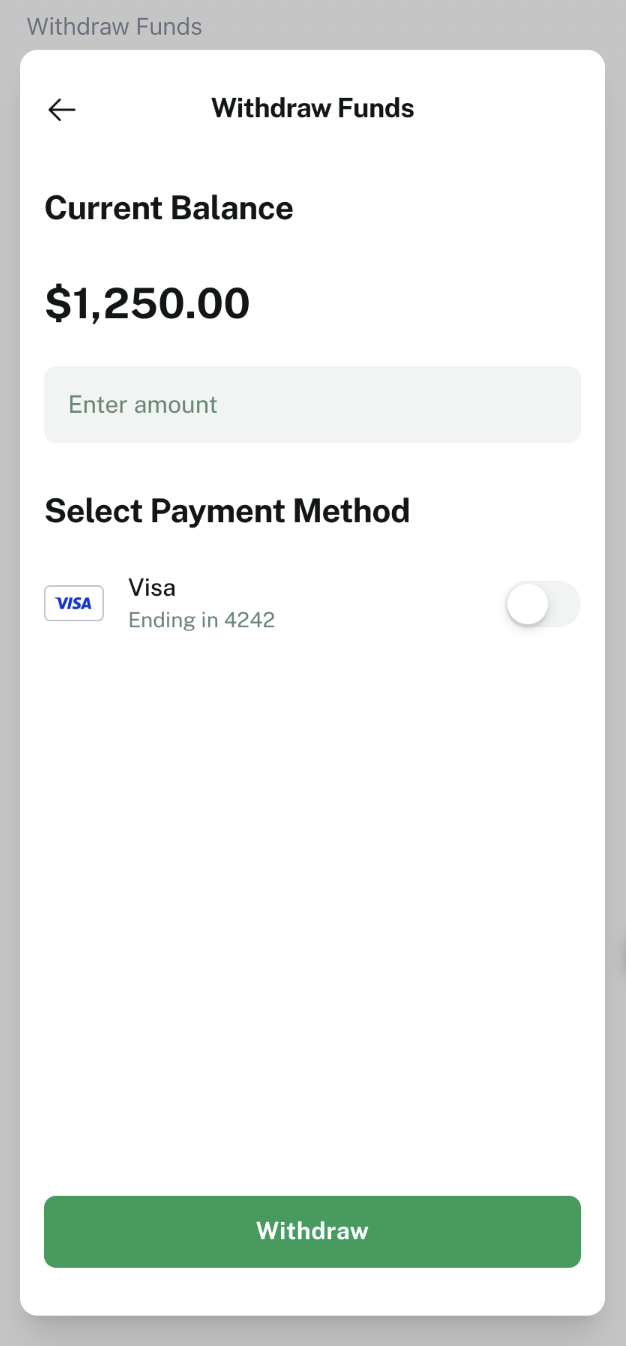 Withdraw Funds
Withdraw Funds
Current Balance
$1,250.00
Enter amount
Select Payment Method
VISA
Visa
Ending in 4242
Withdraw